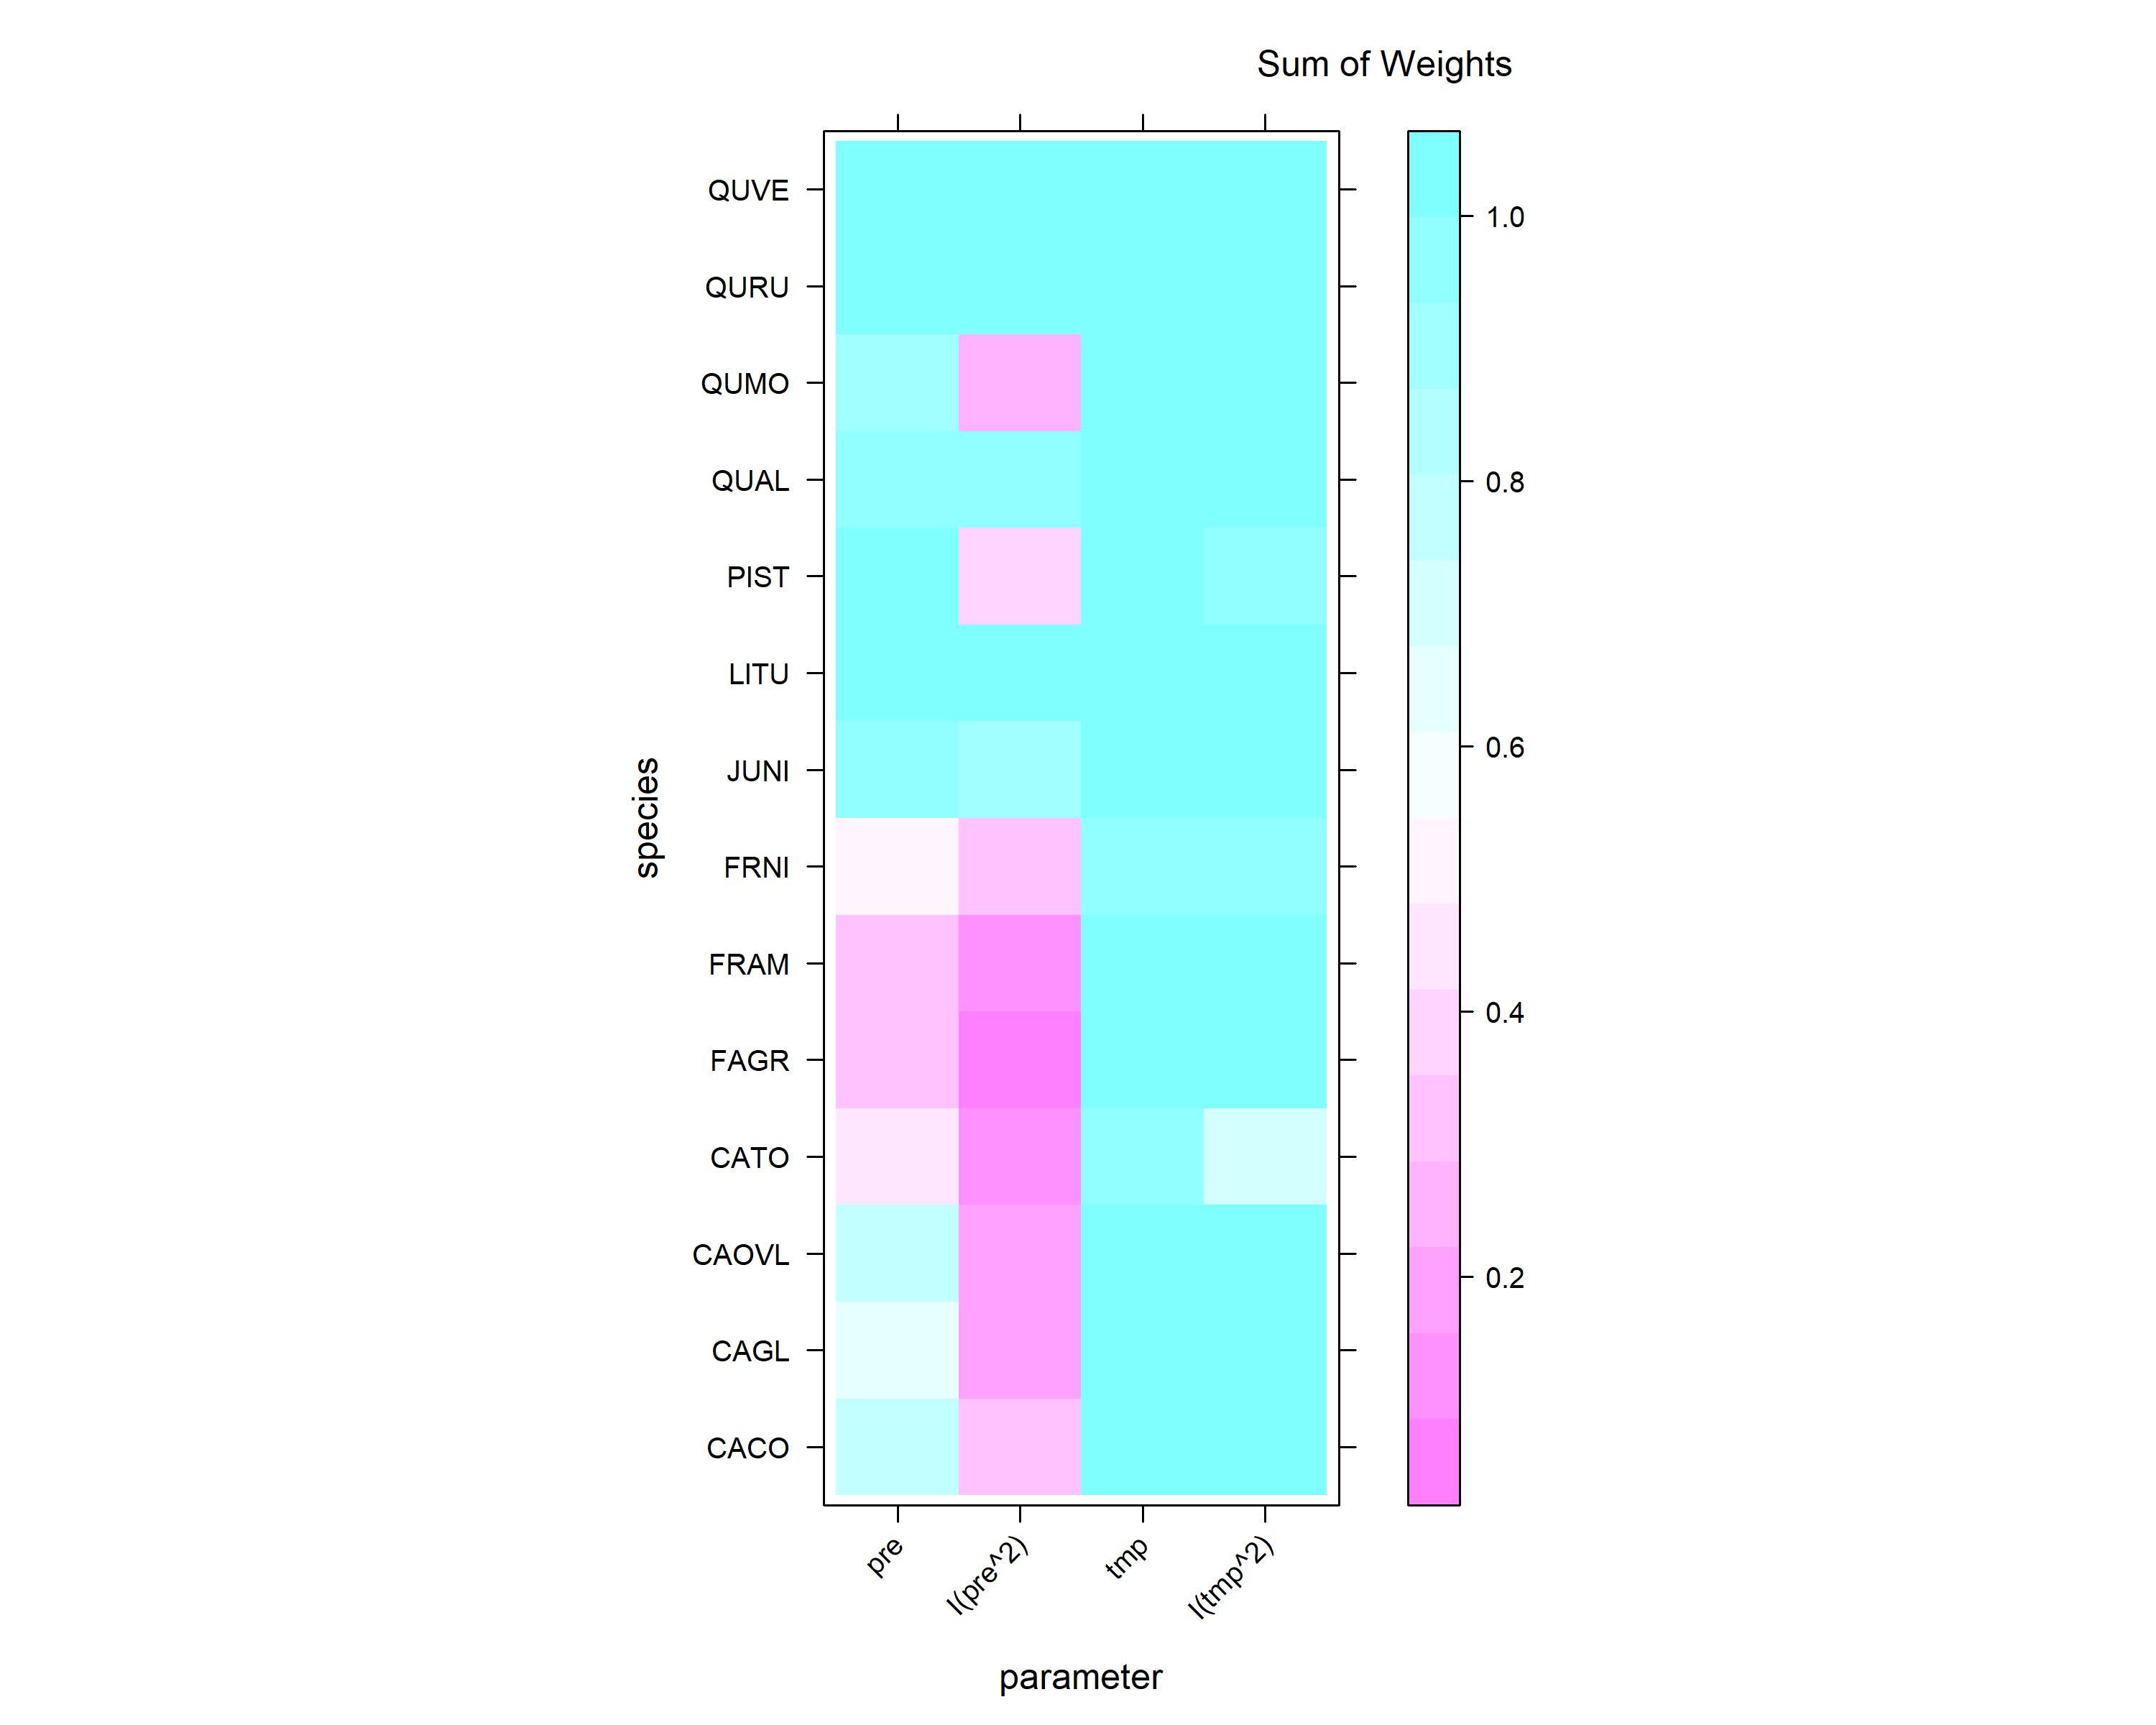 Sum of Weights
QUVE
QURU
QUMO
QUAL
PIST
LITU
JUNI
FRNI
FRAM
FAGR
CATO
CAOVL
CAGL
CACO
species
pre
I(pre^2)
tmp
I(tmp^2)
parameter
1.0
0.8
0.6
0.4
0.2